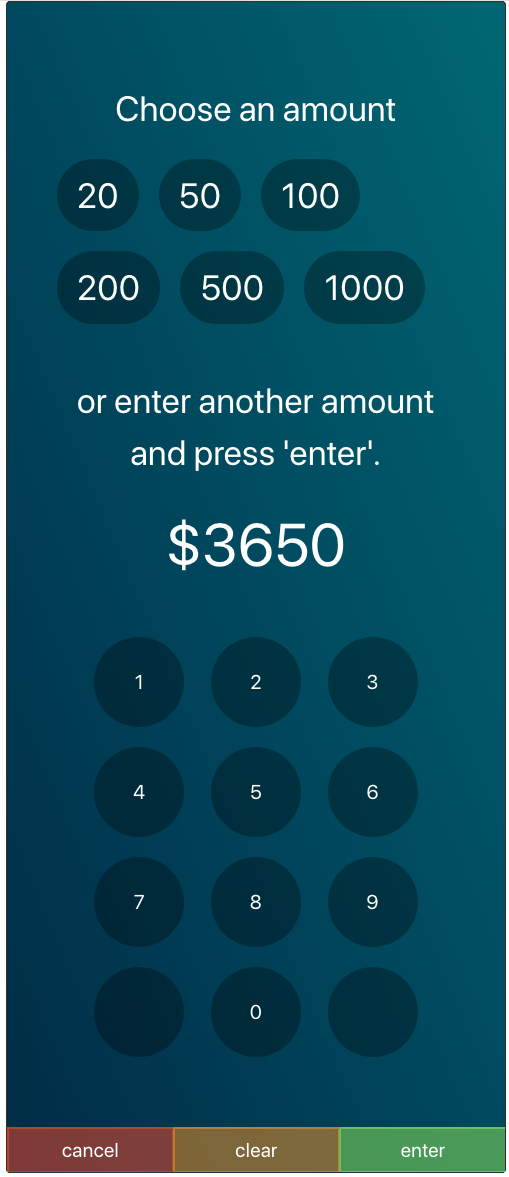 Choose an amount
20 50 100
200 500 1000
or enter another amount
and press 'enter'.
$3650
1 2 3
4 5 6
7 8 9
0
cancel clear enter